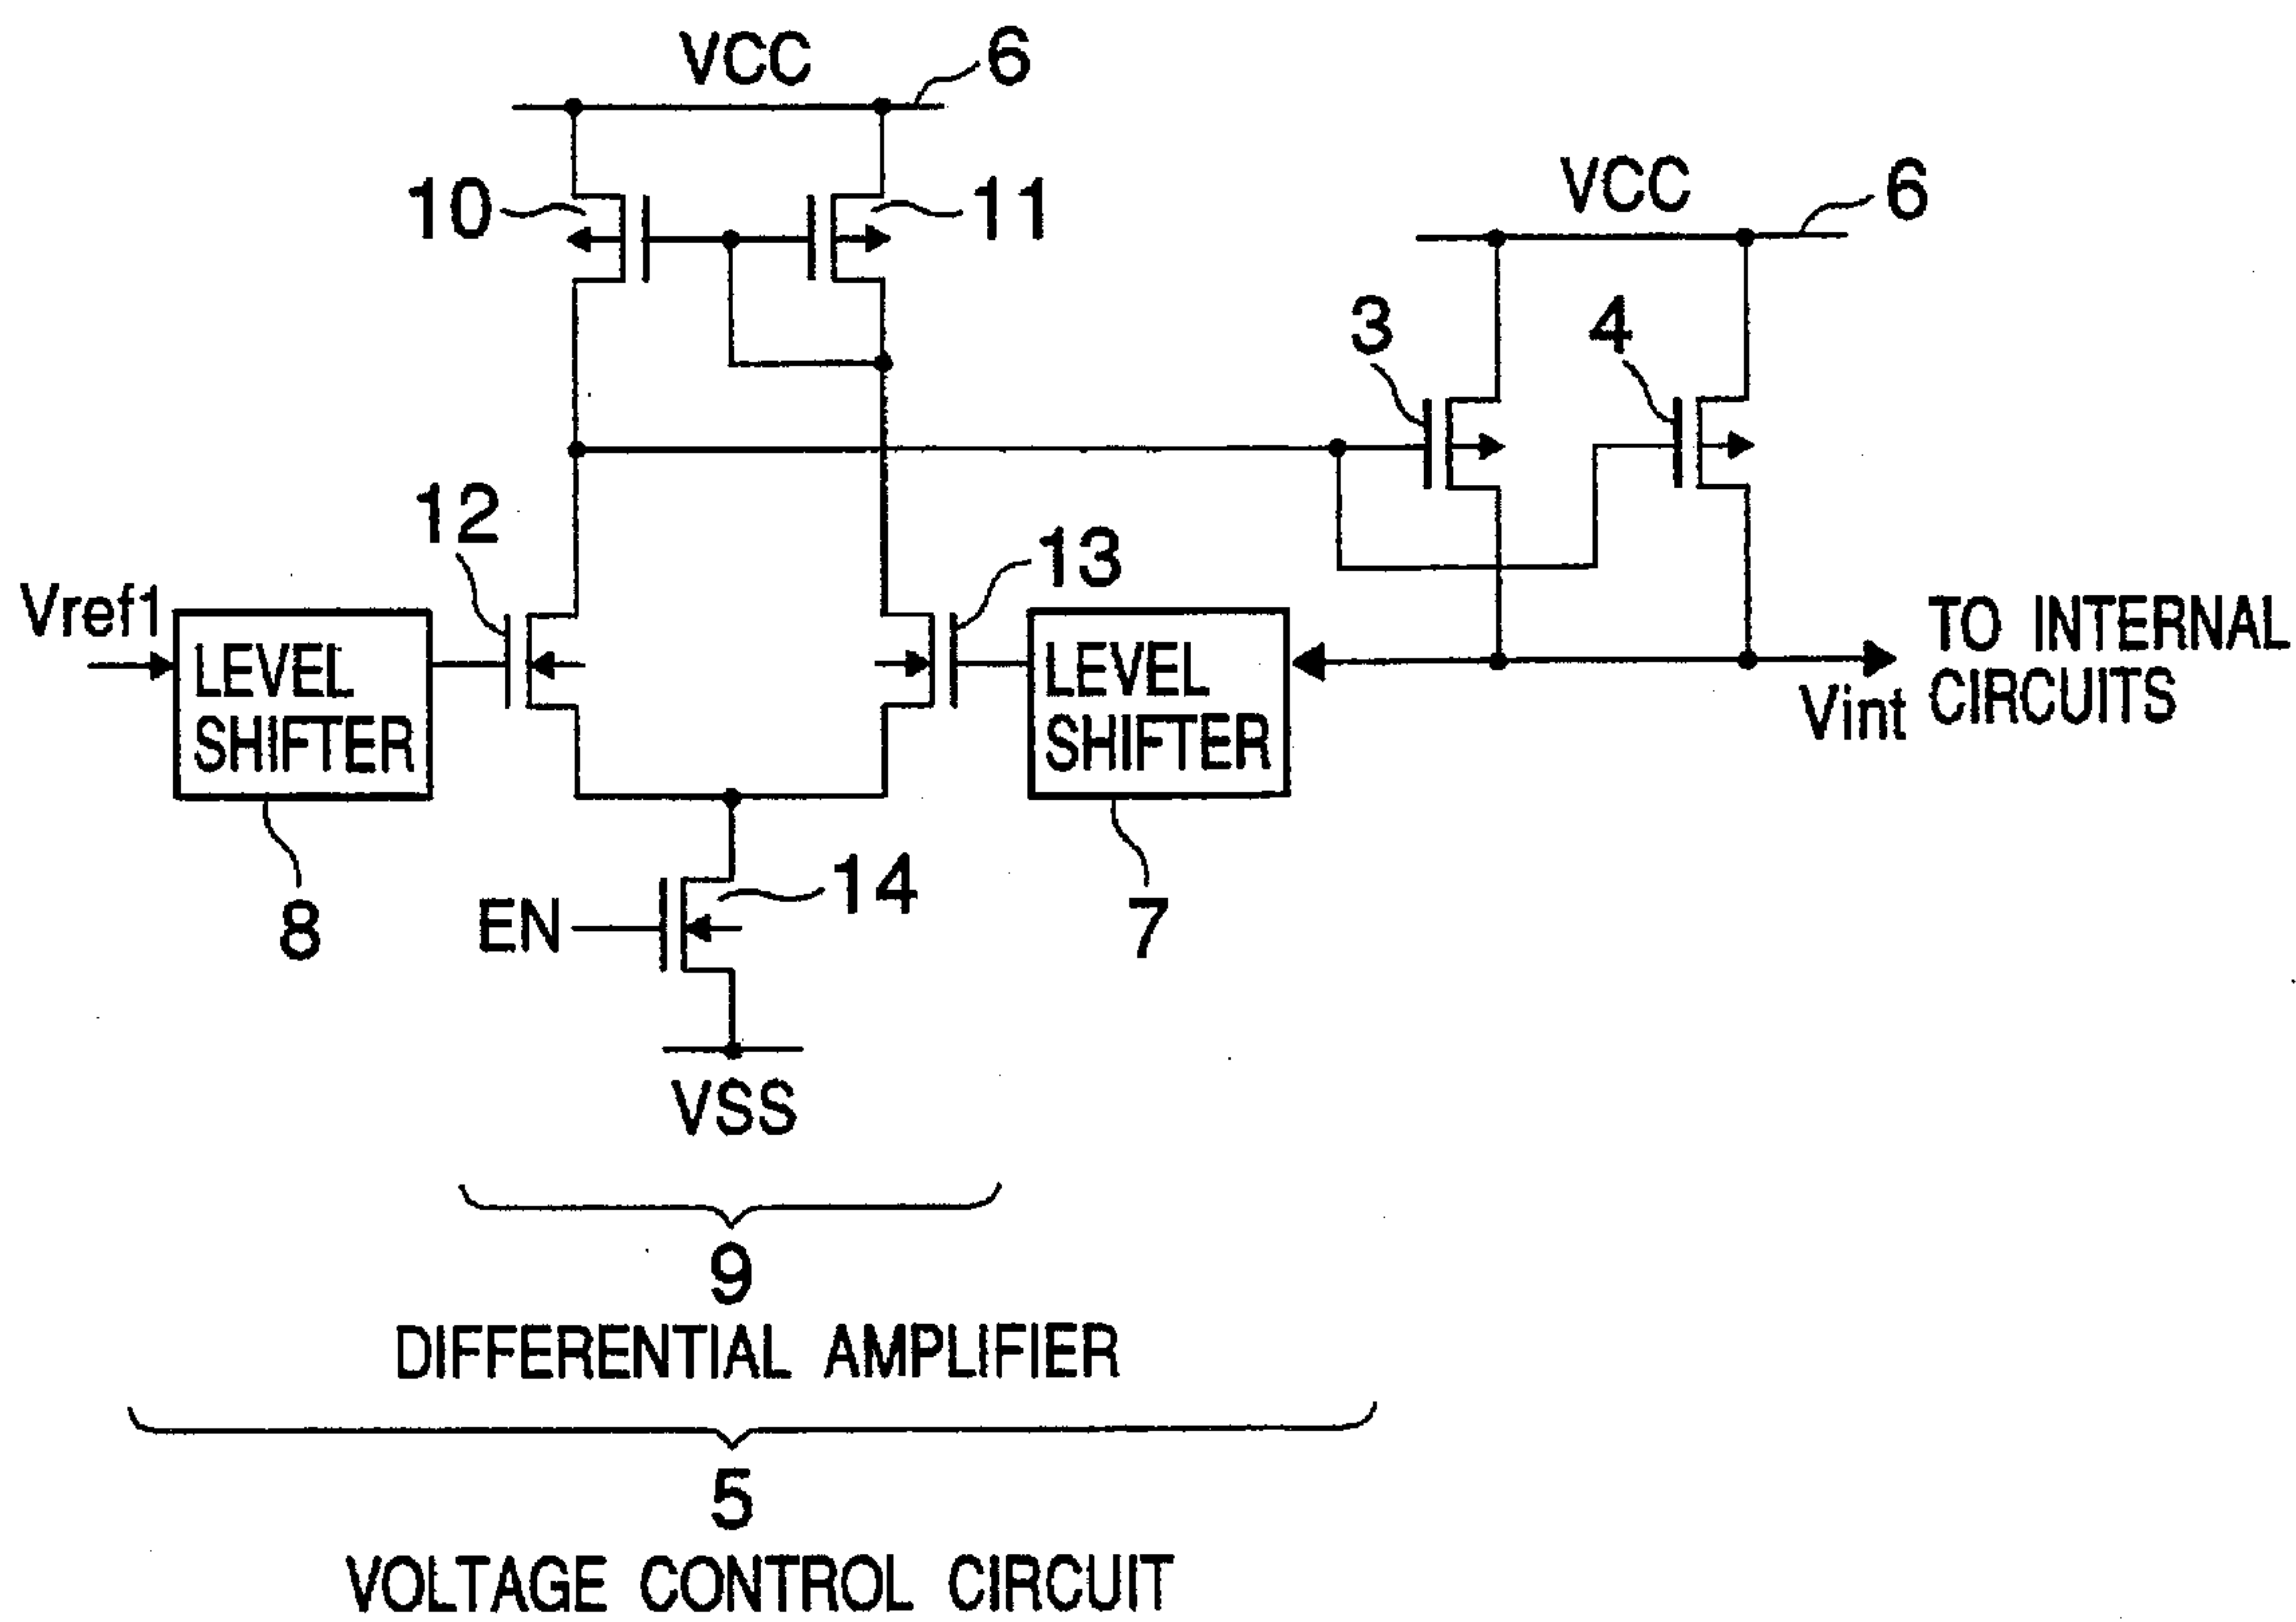 VCC
6
10
11
VCC
6
3
4
12
13
Vref1
LEVEL
SHIFTER
LEVEL
SHIFTER
TO INTERNAL
CIRCUITS
Vint
8
EN
14
7
VSS
9
DIFFERENTIAL AMPLIFIER
5
VOLTAGE CONTROL CIRCUIT